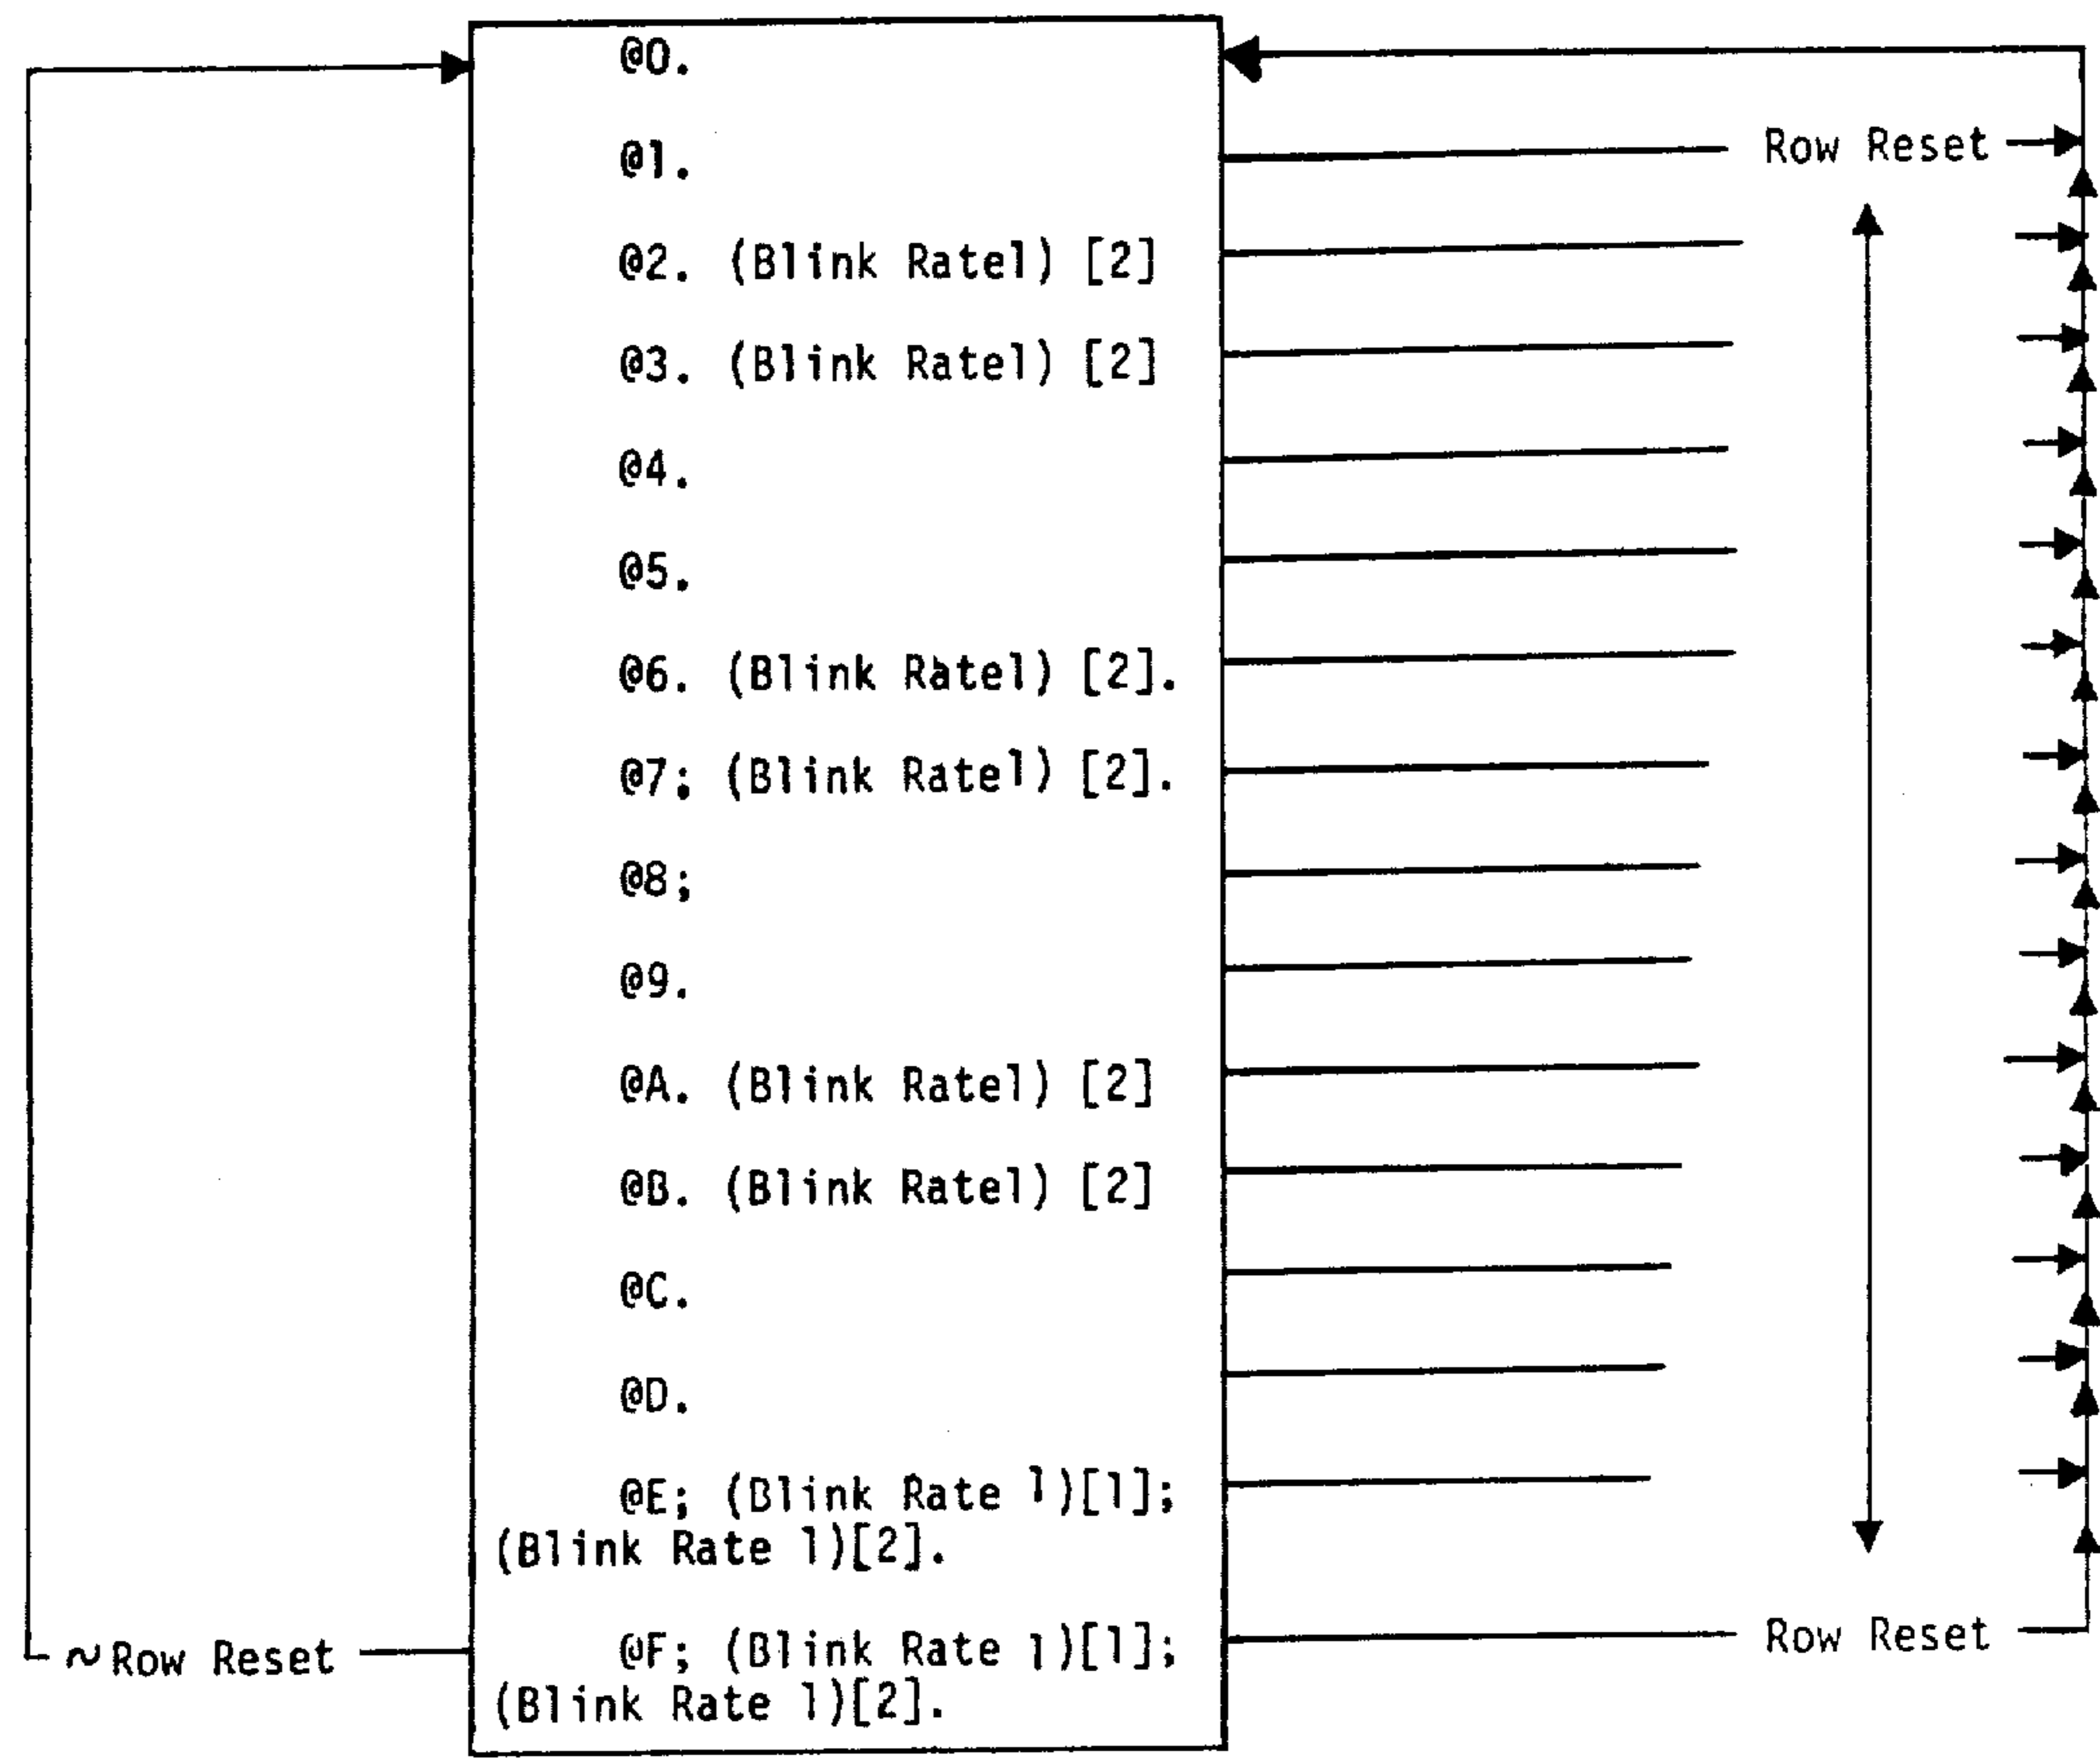 @0.
@1.
Row Reset
@2. (Blink Rate1) [2]
@3. (Blink Rate1) [2]
@4.
@5.
@6. (Blink Rate1) [2].
@7; (Blink Rate1) [2].
@8;
@9.
@A. (Blink Rate1) [2]
@B. (Blink Rate1) [2]
@C.
@D.
@E; (Blink Rate 1)[1];
(Blink Rate 1)[2].
~Row Reset
@F; (Blink Rate 1)[1];
(Blink Rate 1)[2].
Row Reset